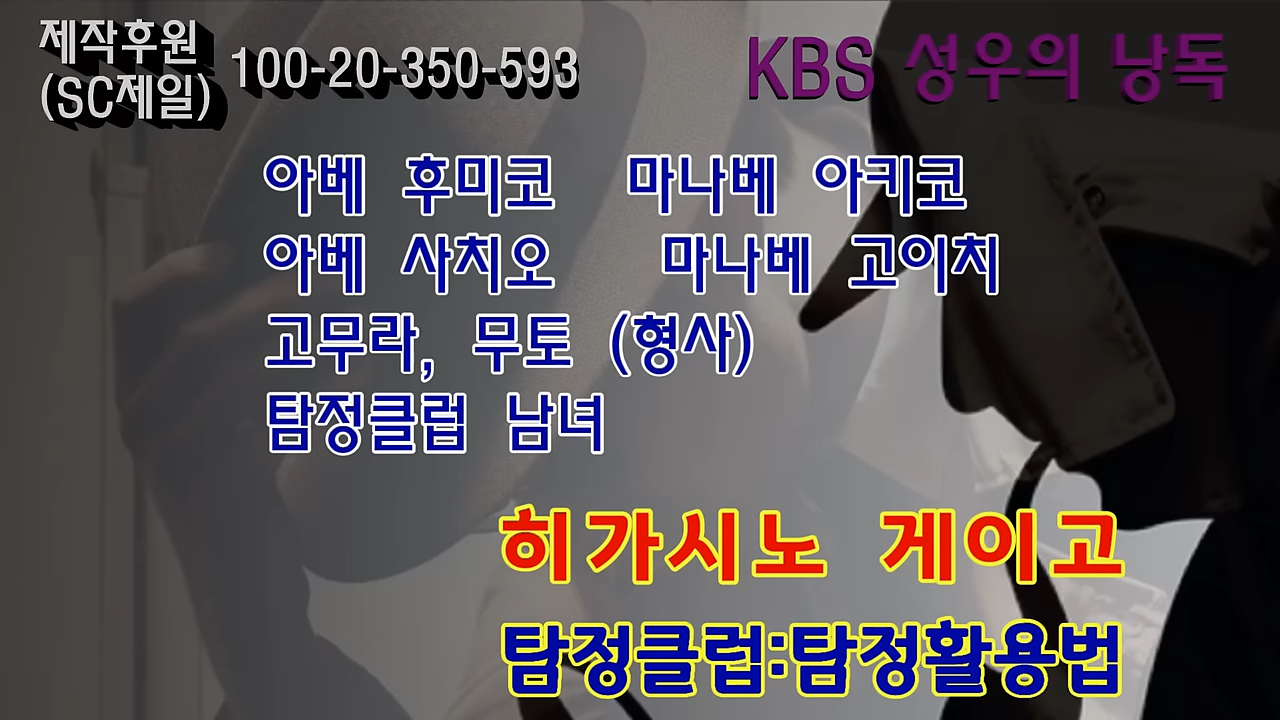 제작후원
(SC제일)
100-20-350-593
KBS 성우의 낭독
아베 후미코 마나베 아키코
아베 사치오 마나베 고이치
고무라, 무토 (형사)
탐정클럽 남녀
히가시노 게이고
탐정클럽:탐정활용법